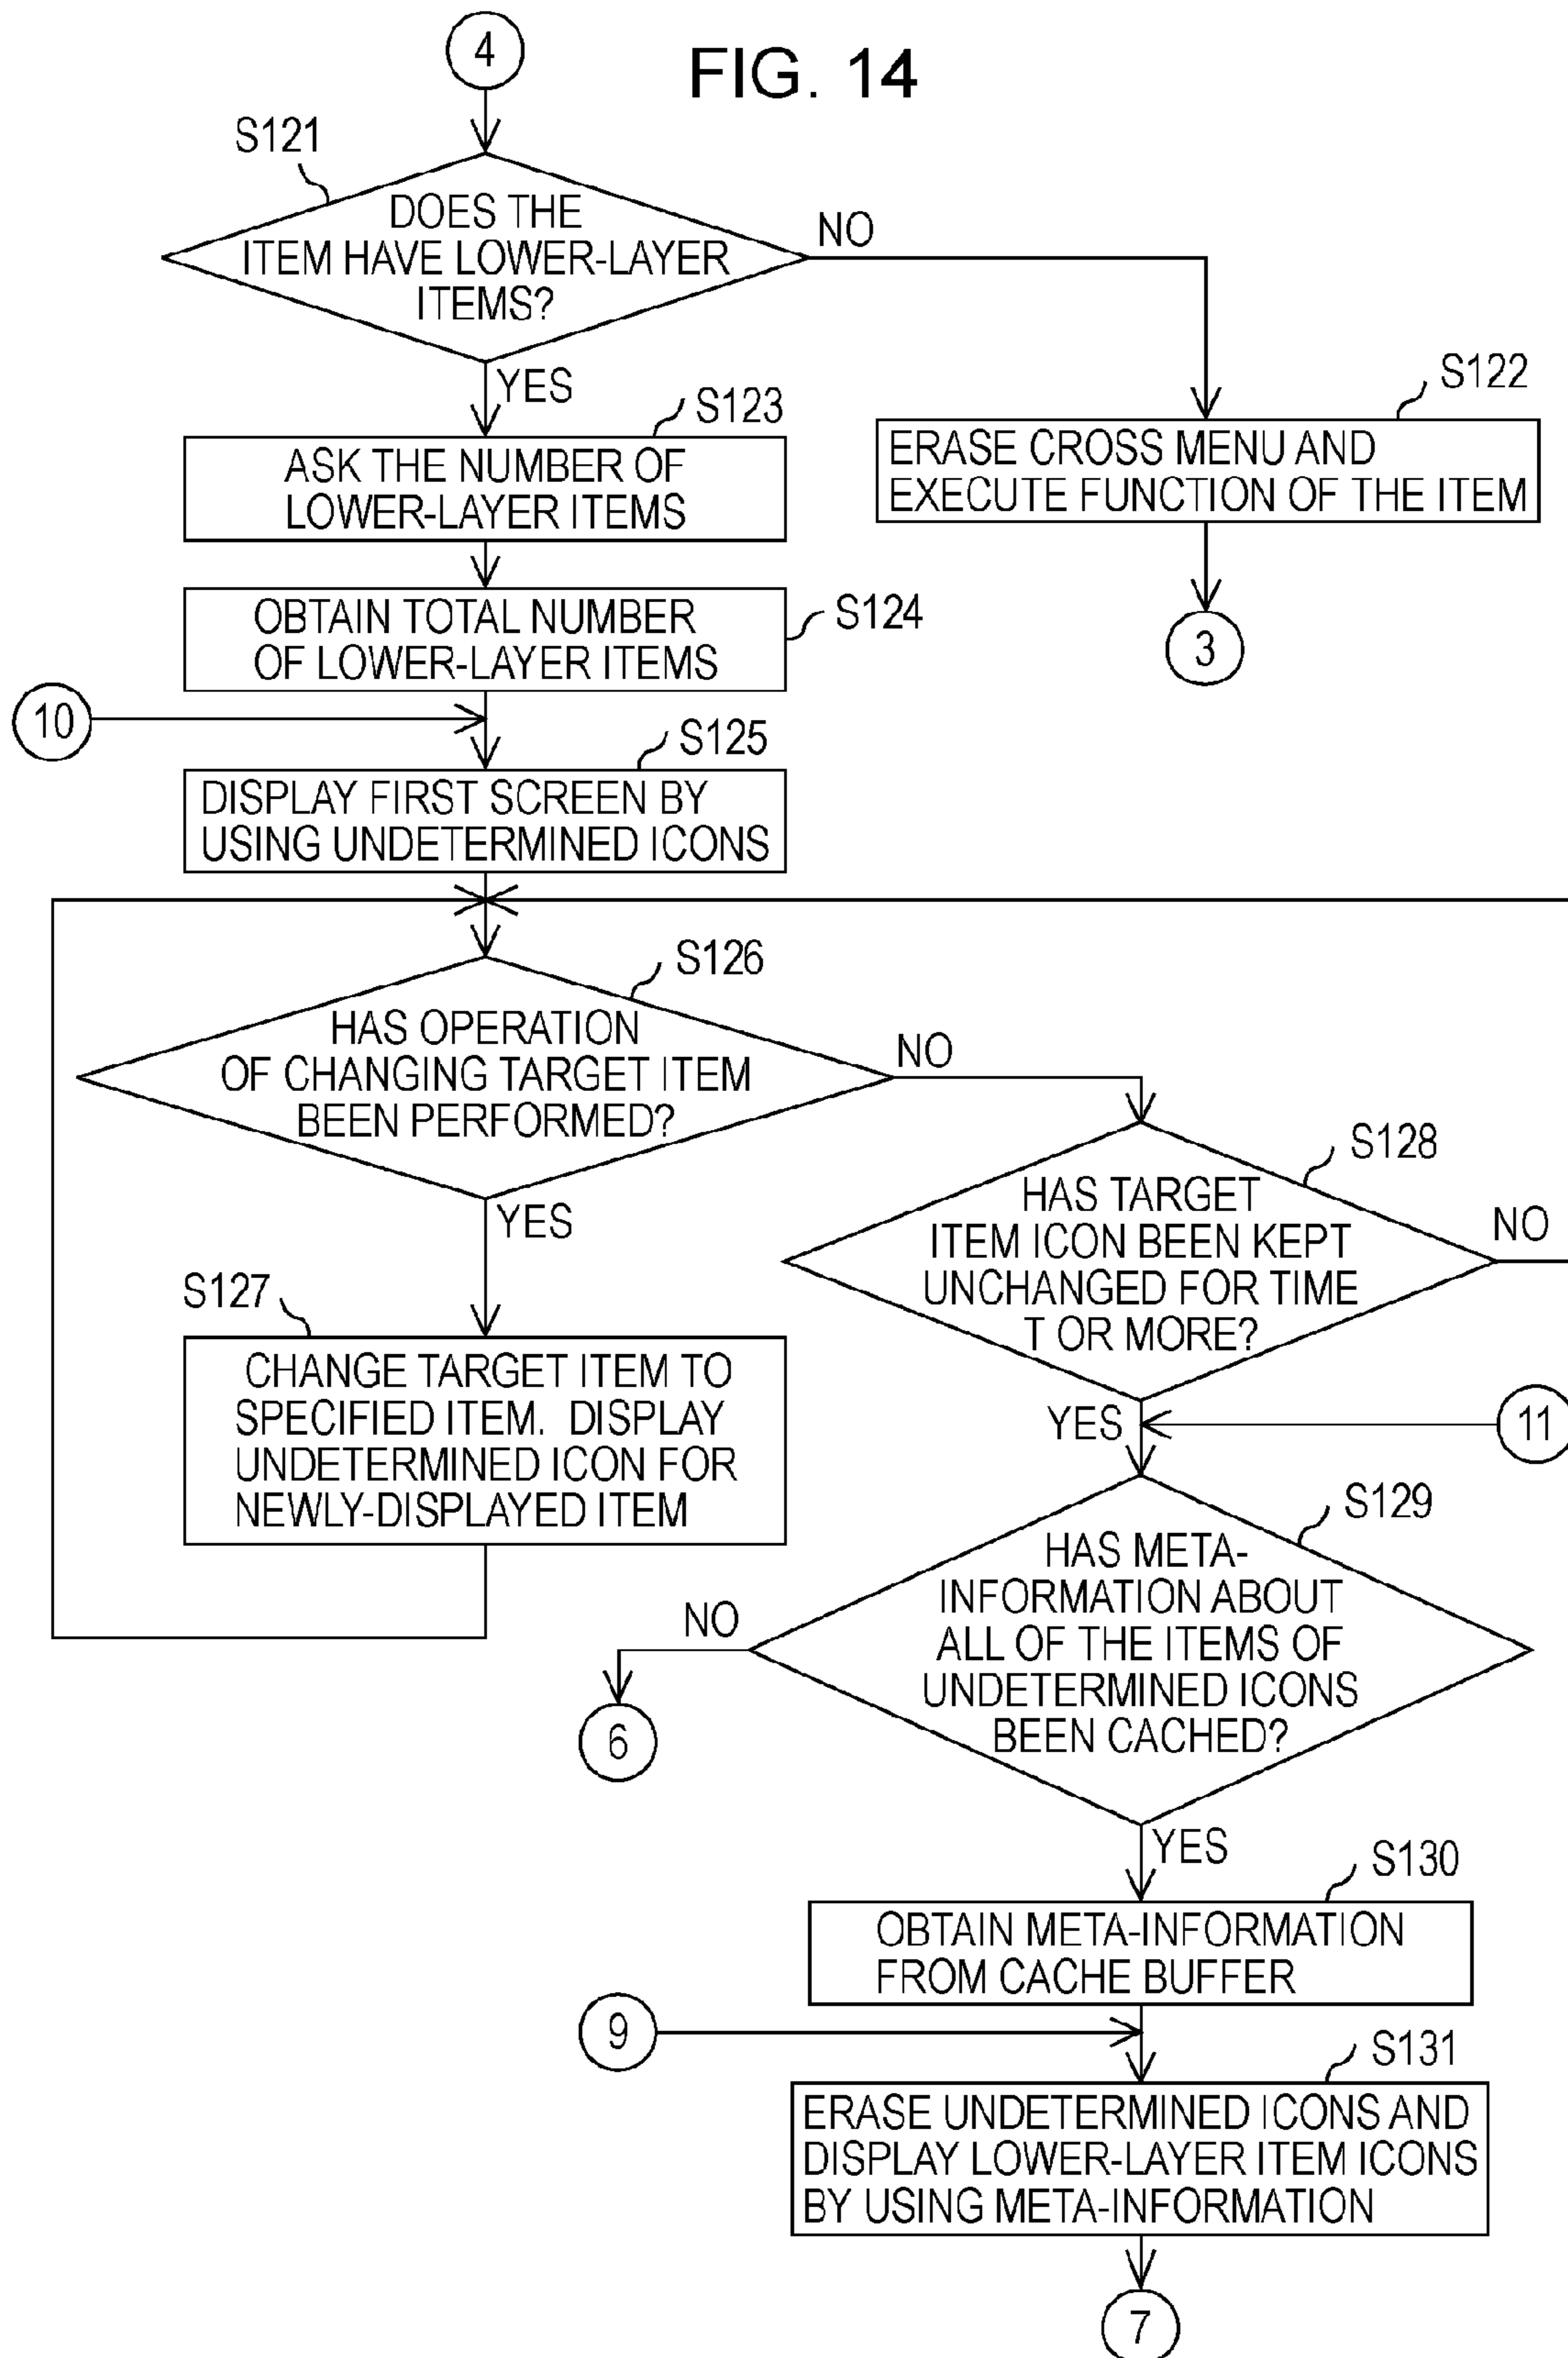 4
FIG. 14
S121
DOES THE
ITEM HAVE LOWER-LAYER
ITEMS?
NO
YES
S122
ERASE CROSS MENU AND
EXECUTE FUNCTION OF THE ITEM
3
S123
ASK THE NUMBER OF
LOWER-LAYER ITEMS
S124
OBTAIN TOTAL NUMBER
OF LOWER-LAYER ITEMS
10
S125
DISPLAY FIRST SCREEN BY
USING UNDETERMINED ICONS
S126
HAS OPERATION
OF CHANGING TARGET ITEM
BEEN PERFORMED?
NO
YES
S127
CHANGE TARGET ITEM TO
SPECIFIED ITEM. DISPLAY
UNDETERMINED ICON FOR
NEWLY-DISPLAYED ITEM
S128
HAS TARGET
ITEM ICON BEEN KEPT
UNCHANGED FOR TIME
T OR MORE?
NO
YES
11
S129
HAS META-
INFORMATION ABOUT
ALL OF THE ITEMS OF
UNDETERMINED ICONS
BEEN CACHED?
NO
6
YES
S130
OBTAIN META-INFORMATION
FROM CACHE BUFFER
9
S131
ERASE UNDETERMINED ICONS AND
DISPLAY LOWER-LAYER ITEM ICONS
BY USING META-INFORMATION
7